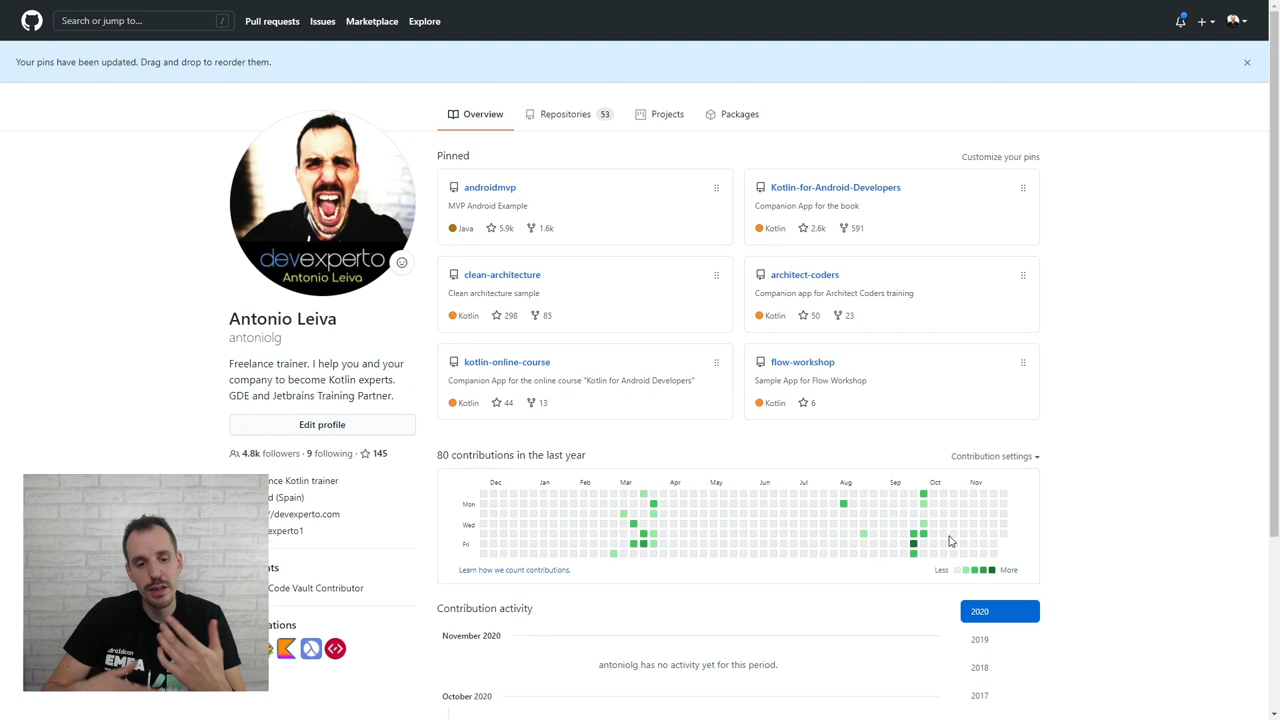 Search or jump to...
/
Pull requests
Issues
Marketplace
Explore
Your pins have been updated. Drag and drop to reorder them.
Overview
Repositories 53
Projects
Packages
devexperto
Antonio Leiva
Antonio Leiva
antoniolg
Freelance trainer. I help you and your
company to become Kotlin experts.
GDE and Jetbrains Training Partner.
Edit profile
4.8k followers · 9 following · 145
nce Kotlin trainer
d (Spain)
//devexperto.com
experto1
nts
Code Vault Contributor
ations
.droidcon
Pinned
Customize your pins
androidmvp
MVP Android Example
Java 5.9k 1.6k
Kotlin-for-Android-Developers
Companion App for the book
Kotlin 2.6k 591
clean-architecture
Clean architecture sample
Kotlin 298 85
architect-coders
Companion app for Architect Coders training
Kotlin 50 23
kotlin-online-course
Companion App for the online course "Kotlin for Android Developers"
Kotlin 44 13
flow-workshop
Sample App for Flow Workshop
Kotlin 6
80 contributions in the last year
Contribution settings
Dec Jan Feb Mar Apr May Jun Jul Aug Sep Oct Nov
Mon
Wed
Fri
Learn how we count contributions.
Less More
Contribution activity
2020
2019
2018
2017
November 2020
antoniolg has no activity yet for this period.
October 2020